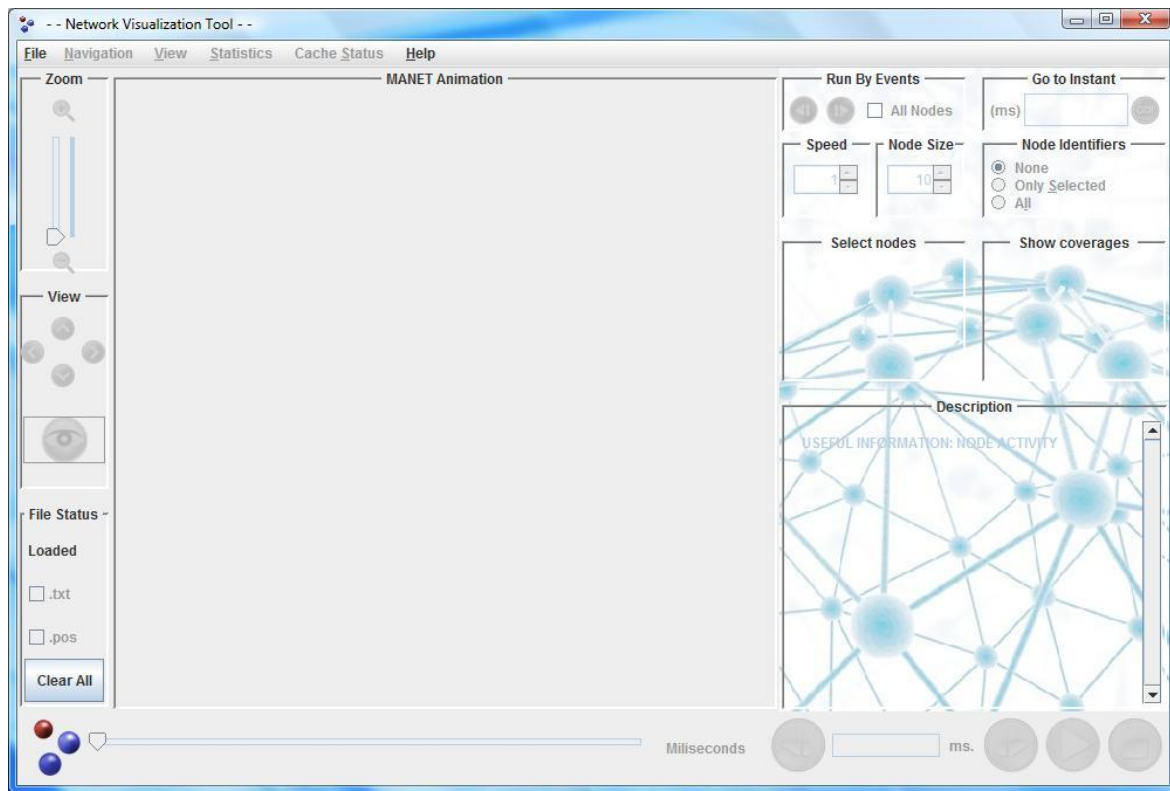 - - Network Visualization Tool - -
File Navigation View Statistics Cache Status Help
Zoom
MANET Animation
Run By Events
Go to Instant
All Nodes
(ms)
GO!
Speed
Node Size
Node Identifiers
1
10
None
Only Selected
All
Select nodes
Show coverages
View
Description
USEFUL INFORMATION: NODE ACTIVITY
File Status
Loaded
.txt
.pos
Clear All
Miliseconds
ms.